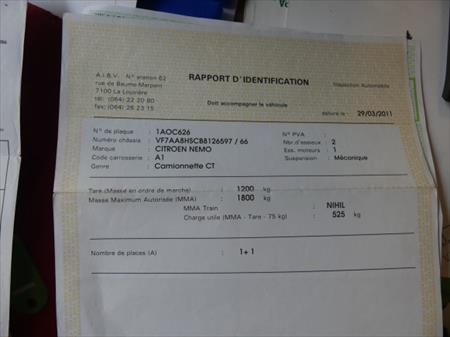 A.I.B.V. N° station 62
RAPPORT D'IDENTIFICATION
Inspection Automobile
rue de Baume-Marpent
7100 La Louvière
tél: (064) 22 20 80
fax: (064) 26 23 15
Doit accompagner le véhicule
délivré le : 29/03/2011
N° de plaque : 1AOC626
N° PVA :
Numéro châssis : VF7AA8HSCB8126597 / 66
Nbr d'essieux : 2
Marque : CITROEN NEMO
Ess. moteurs : 1
Code carrosserie : A1
Suspension : Mécanique
Genre : Camionnette CT
Tare (Masse en ordre de marche) : 1200 kg
Masse Maximum Autorisée (MMA) : 1800 kg
MMA Train : NIHIL
Charge utile (MMA - Tare - 75 kg) : 525 kg
Nombre de places (A) : 1+ 1